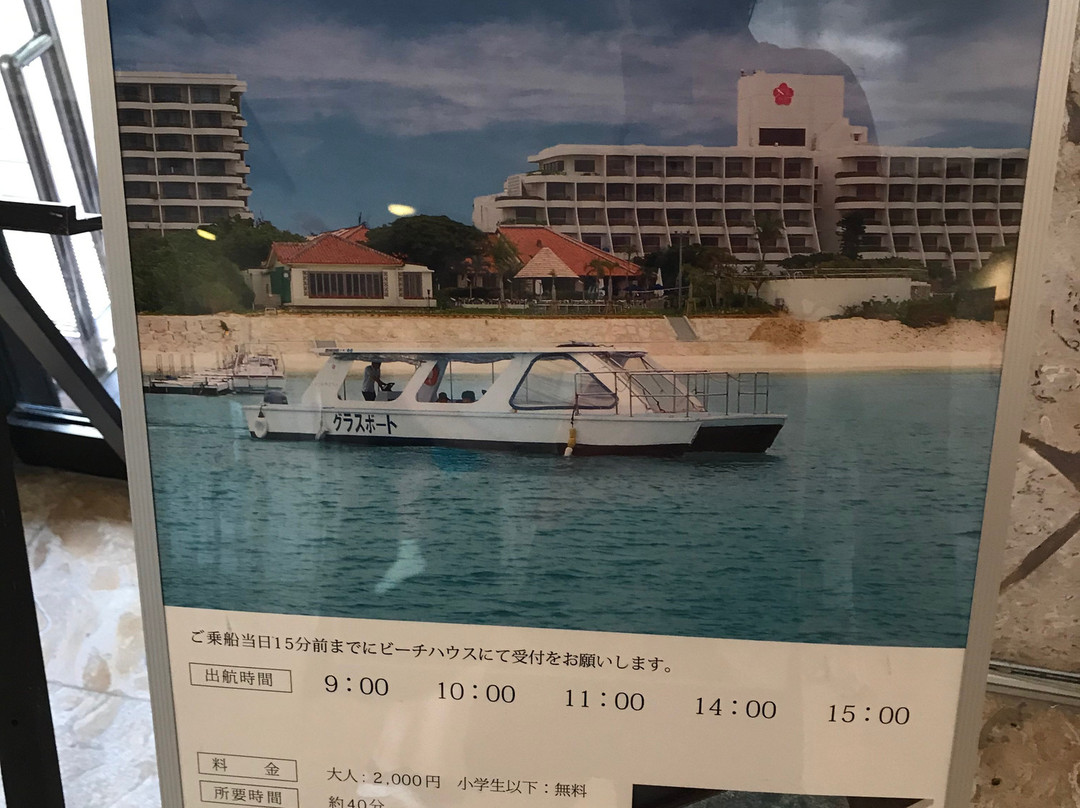 グラスボート
ご乗船当日15分前までにビーチハウスにて受付をお願いします。
出航時間 9：00 10：00 11：00 14：00 15：00
料金 大人：2,000円 小学生以下：無料
所要時間 約40分